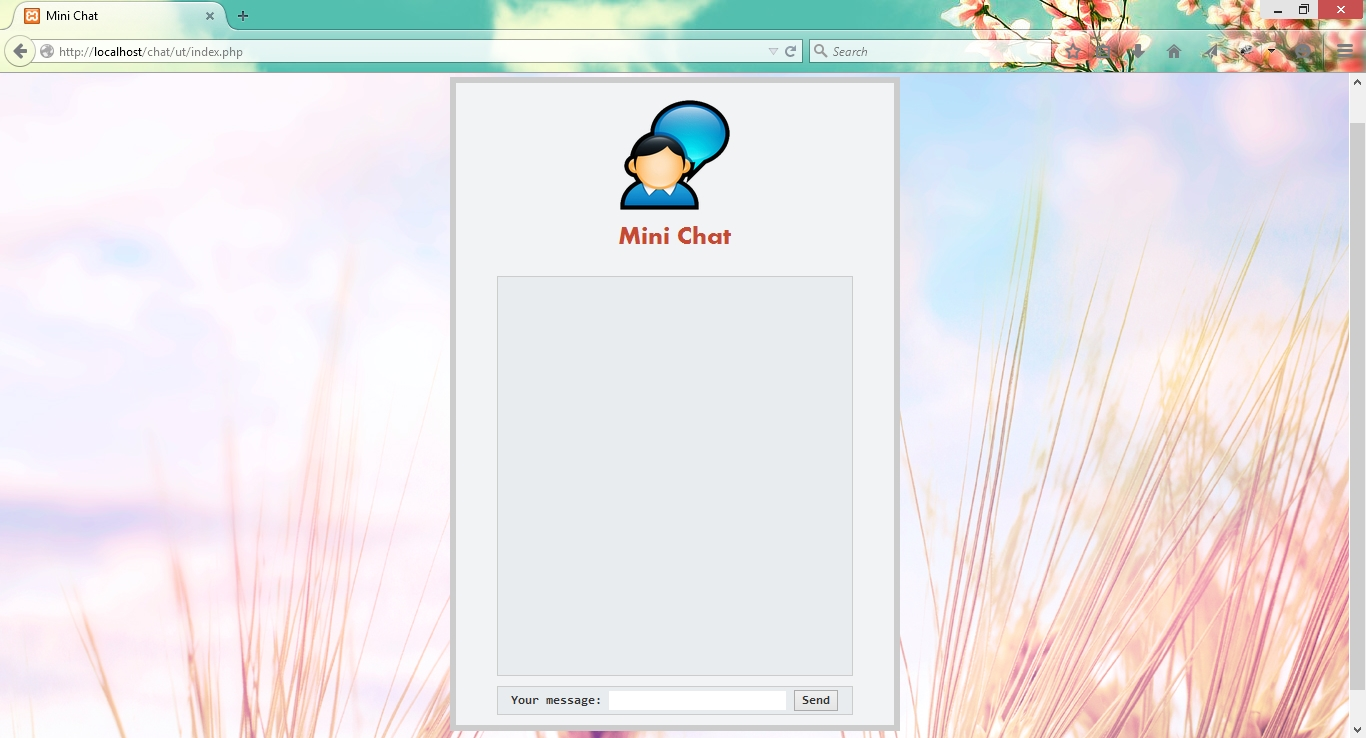 Mini Chat
http://localhost/chat/ut/index.php
Search
Mini Chat
Your message:
Send